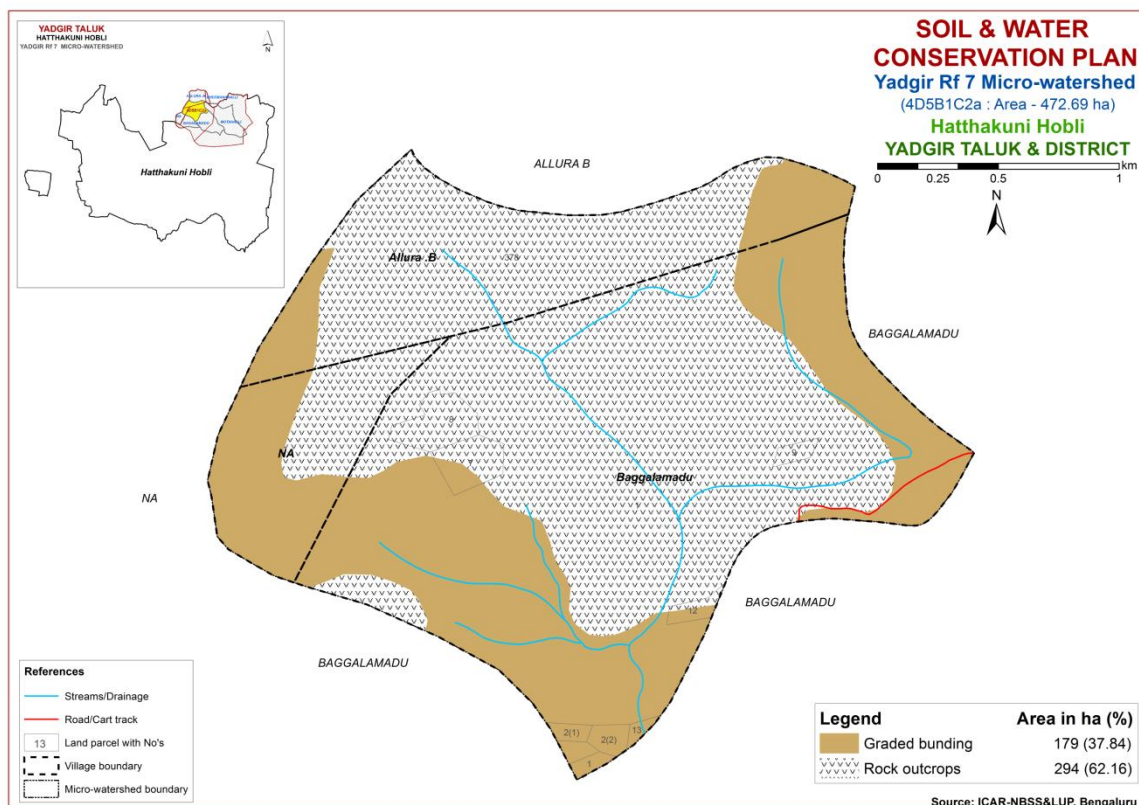 YADGIR TALUK
HATTHAKUNI HOBLI
YADGIR Rf 7 MICRO-WATERSHED
N
Hatthakuni Hobli
SOIL & WATER
CONSERVATION PLAN
Yadgir Rf 7 Micro-watershed
(4D5B1C2a : Area - 472.69 ha)
Hatthakuni Hobli
YADGIR TALUK & DISTRICT
km
0 0.25 0.5 1
N
ALLURA B
Allura .B
378
BAGGALAMADU
8
7
9
NA
NA
Baggalamadu
1
12
BAGGALAMADU
BAGGALAMADU
2(1)
2(2)
13
1
References
Streams/Drainage
Road/Cart track
13 Land parcel with No's
Village boundary
Micro-watershed boundary
Legend Area in ha (%)
Graded bunding 179 (37.84)
Rock outcrops 294 (62.16)
Source: ICAR-NBSS&LUP, Bengaluru